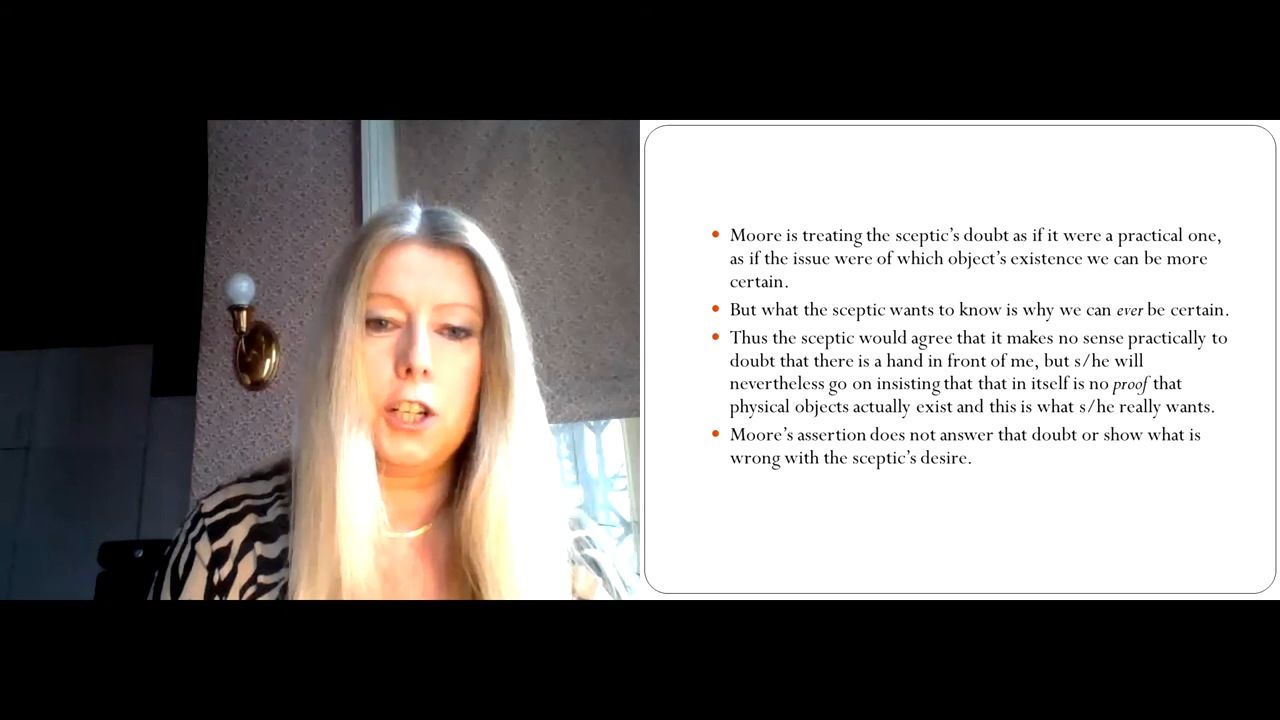 Moore is treating the sceptic’s doubt as if it were a practical one,
as if the issue were of which object’s existence we can be more
certain.
But what the sceptic wants to know is why we can ever be certain.
Thus the sceptic would agree that it makes no sense practically to
doubt that there is a hand in front of me, but s/he will
nevertheless go on insisting that that in itself is no proof that
physical objects actually exist and this is what s/he really wants.
Moore’s assertion does not answer that doubt or show what is
wrong with the sceptic’s desire.